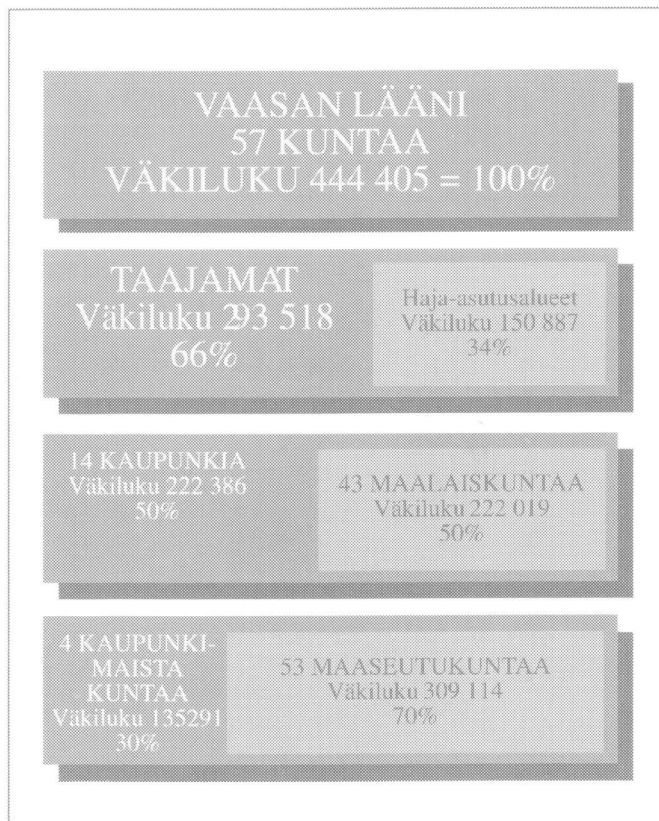 VAASAN LÄÄNI
57 KUNTAA
VÄKILUKU 444 405 = 100%
TAAJAMAT
Väkiluku 293 518
66%
Haja-asutusalueet
Väkiluku 150 887
34%
14 KAUPUNKIA
Väkiluku 222 386
50%
43 MAALAISKUNTAA
Väkiluku 222 019
50%
4 KAUPUNKI-
MAISTA
KUNTAA
Väkiluku 135291
30%
53 MAASEUTUKUNTAA
Väkiluku 309 114
70%